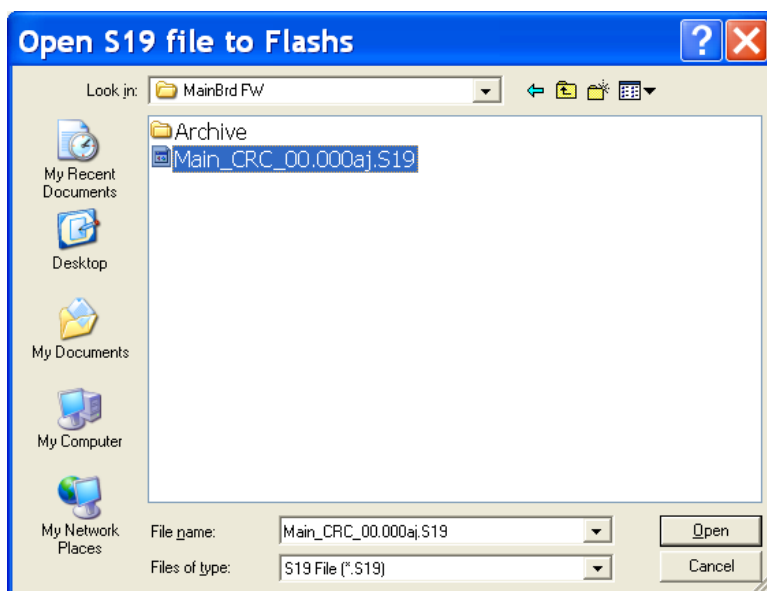 Open S19 file to Flashs
Look in: MainBrd FW
Archive
Main_CRC_00.000aj.S19
My Recent
Documents
Desktop
My Documents
My Computer
My Network
Places
File name: Main_CRC_00.000aj.S19 Open
Files of type: S19 File (*.S19) Cancel